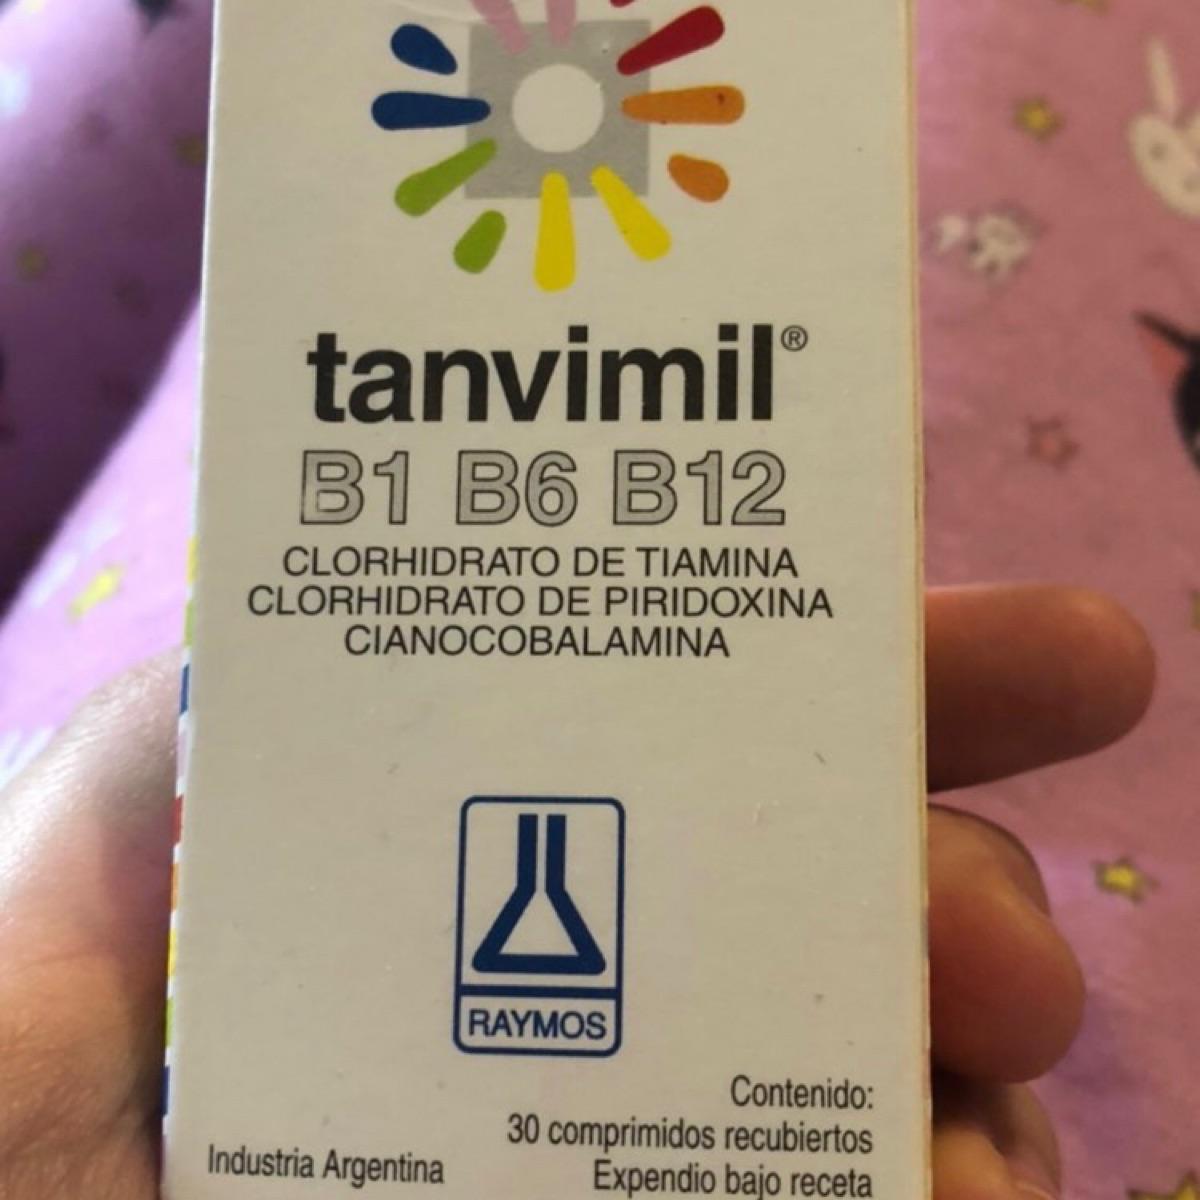 tanvimil®
B1 B6 B12
CLORHIDRATO DE TIAMINA
CLORHIDRATO DE PIRIDOXINA
CIANOCOBALAMINA
RAYMOS
Contenido:
30 comprimidos recubiertos
Industria Argentina
Expendio bajo receta